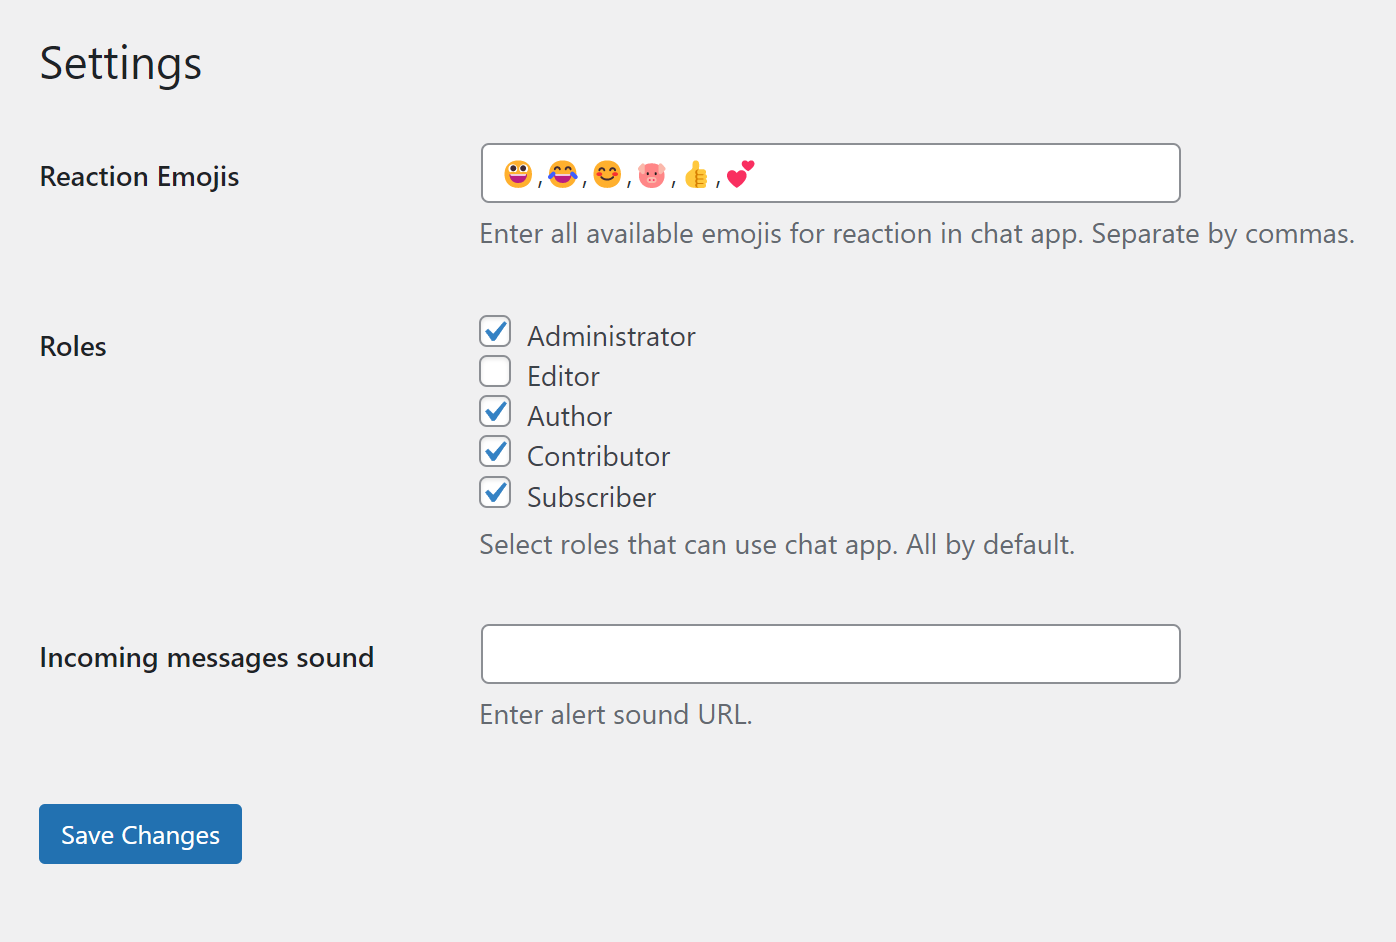 Settings
Reaction Emojis
😀,😂,😊,🐷,👍,💕
Enter all available emojis for reaction in chat app. Separate by commas.
Roles
Administrator
Editor
Author
Contributor
Subscriber
Select roles that can use chat app. All by default.
Incoming messages sound
Enter alert sound URL.
Save Changes